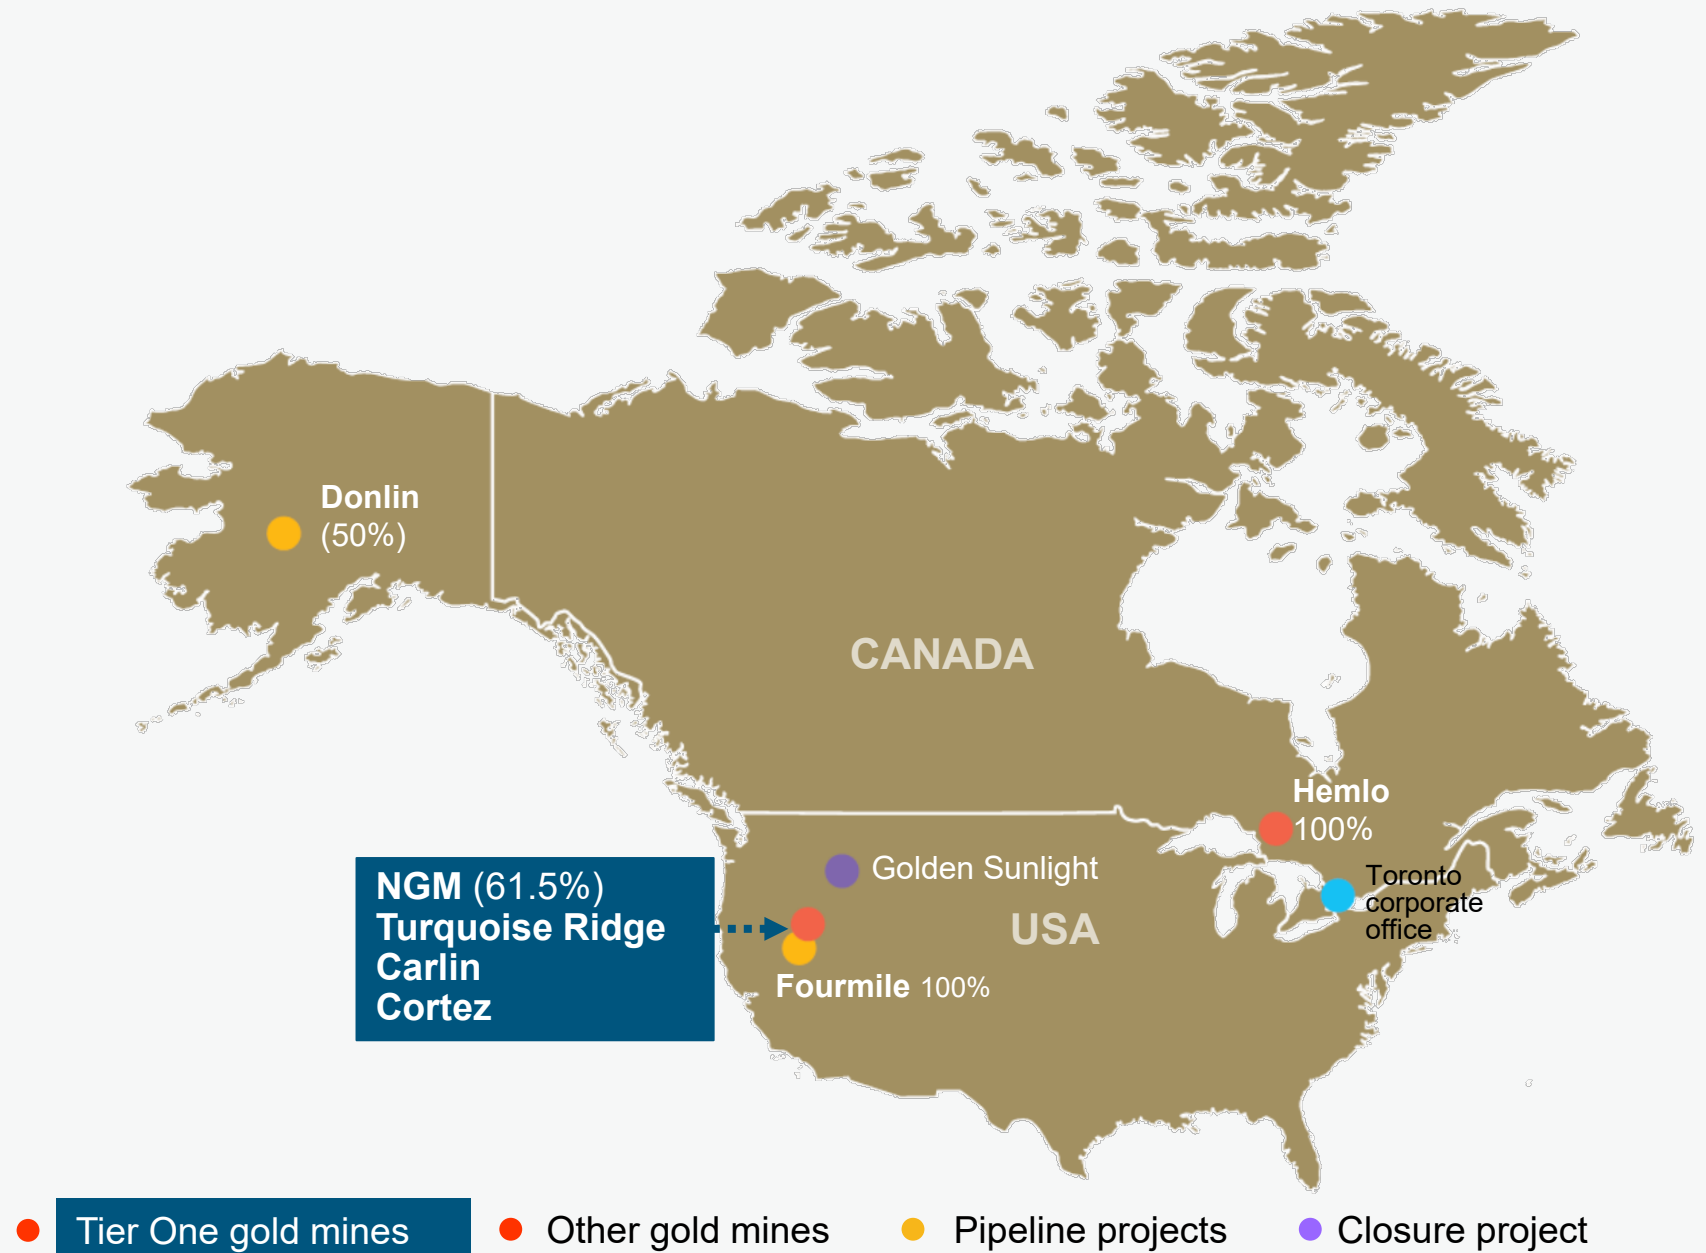 Donlin
(50%)
CANADA
Hemlo
100%
Golden Sunlight
Toronto
corporate
office
NGM (61.5%)
Turquoise Ridge
Carlin
Cortez
USA
Fourmile 100%
Tier One gold mines
Other gold mines
Pipeline projects
Closure project